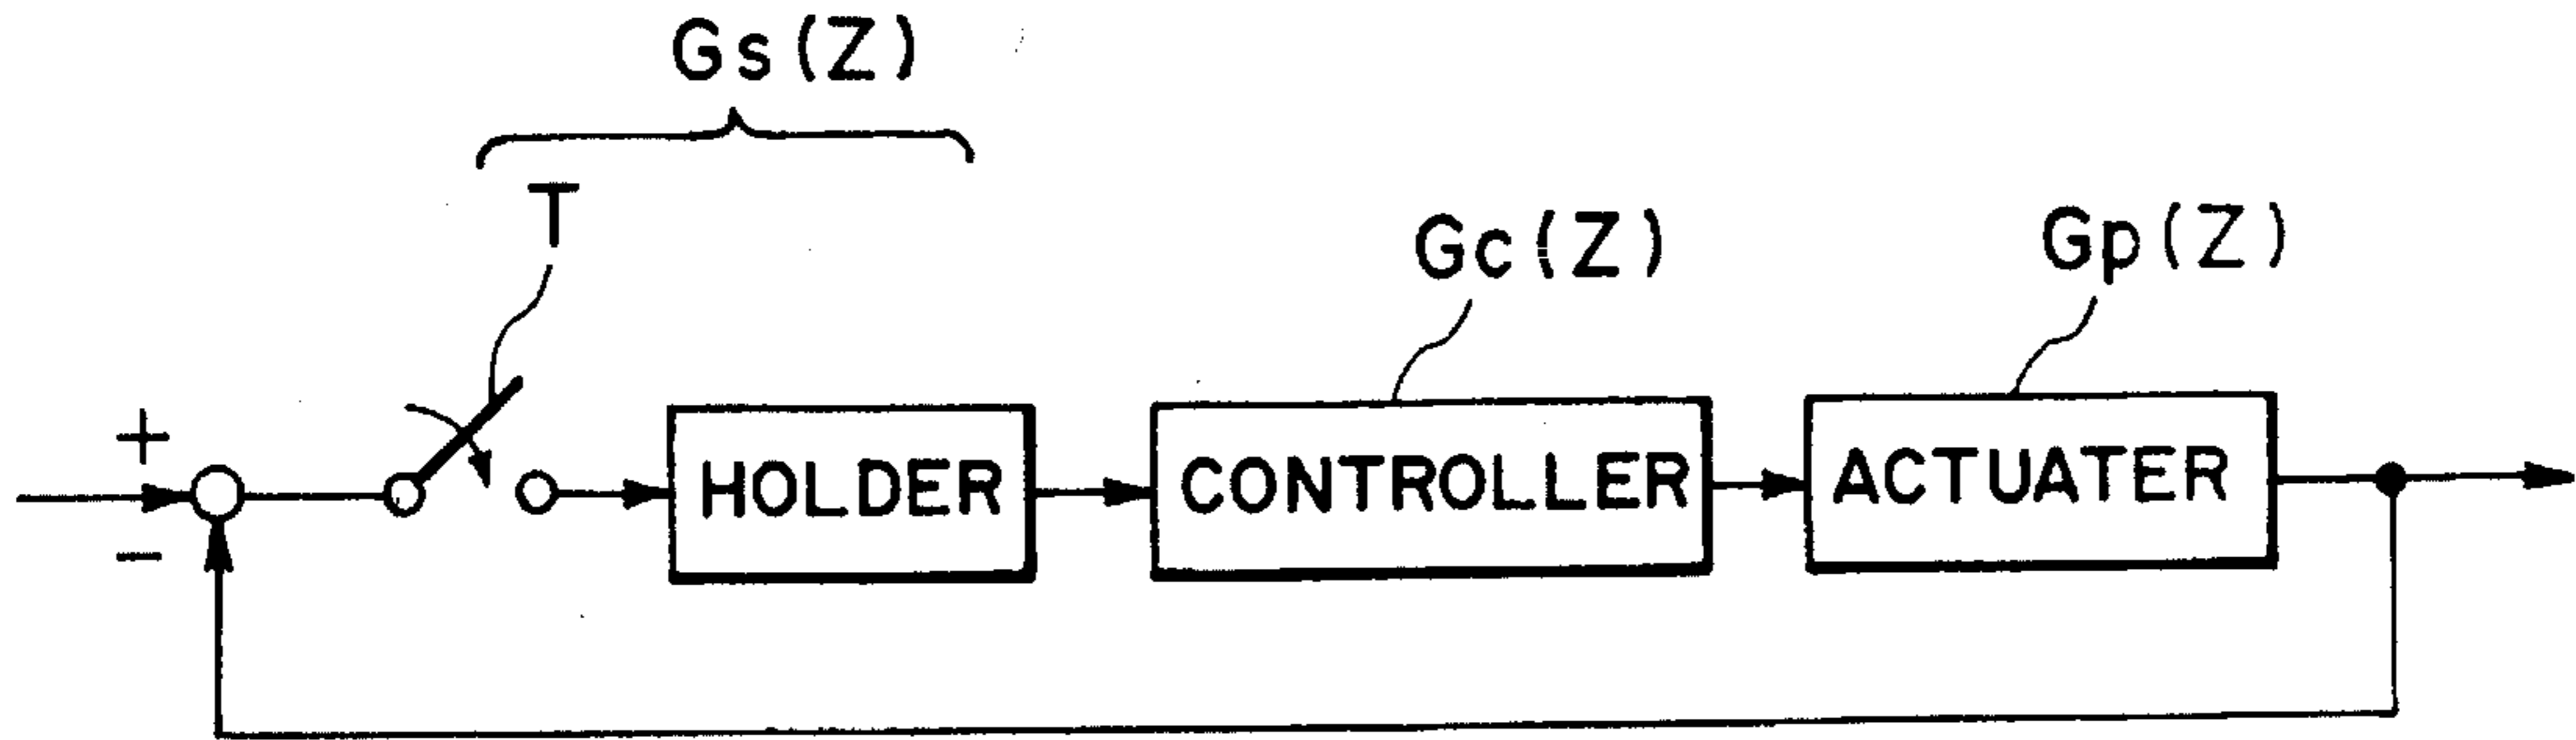 Gs(Z)
T
Gc(Z)
Gp(Z)
+
−
HOLDER
CONTROLLER
ACTUATER